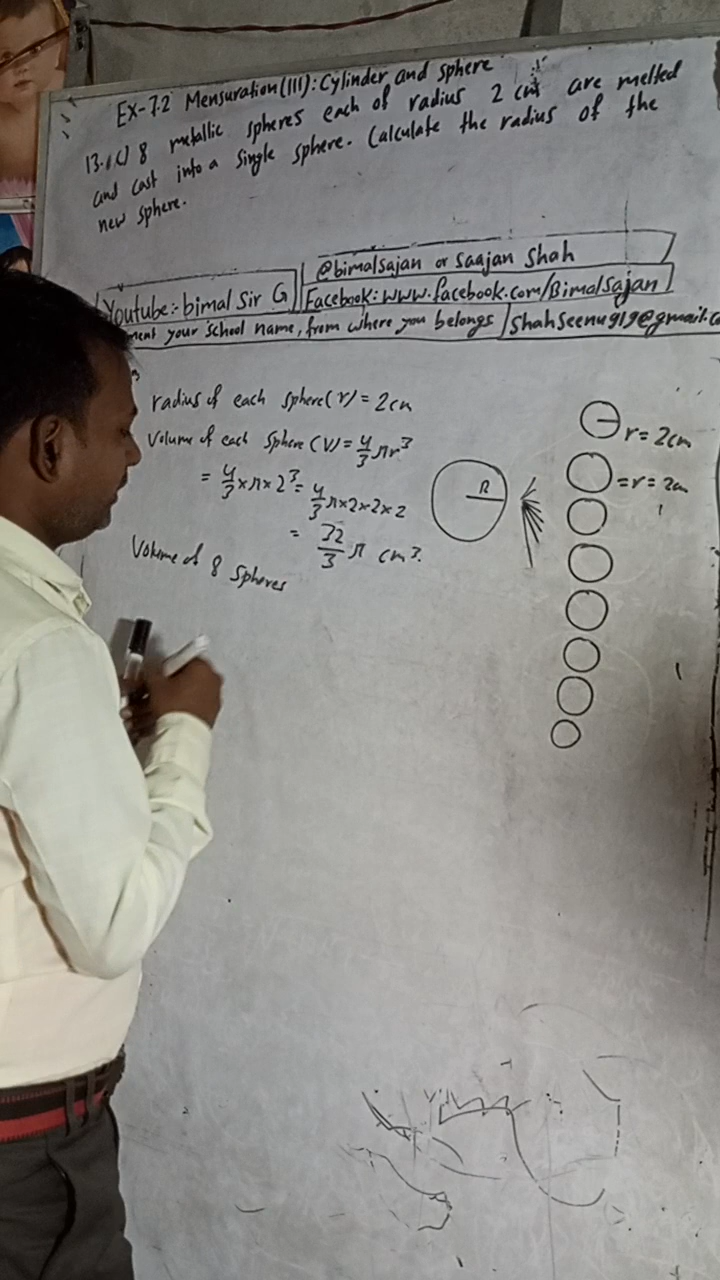 Ex-7.2 Mensuration(III): Cylinder and sphere
13.(c) 8 metallic spheres each of radius 2 cm are melted
and cast into a single sphere. Calculate the radius of the
new sphere.
@bimalsajan or Saajan Shah
Youtube:- bimal Sir G
Facebook: www.facebook.com/Bimalsajan
ment your school name, from where you belongs / Shahseenu919@gmail.c
radius of each sphere(r) = 2cm
Volume of each sphere (V) = 4/3 πr³
= 4/3 × π × 2³ = 4/3 π × 2 × 2 × 2
= 32/3 π cm³.
Volume of 8 spheres
R
r = 2cm
= r = 2cm